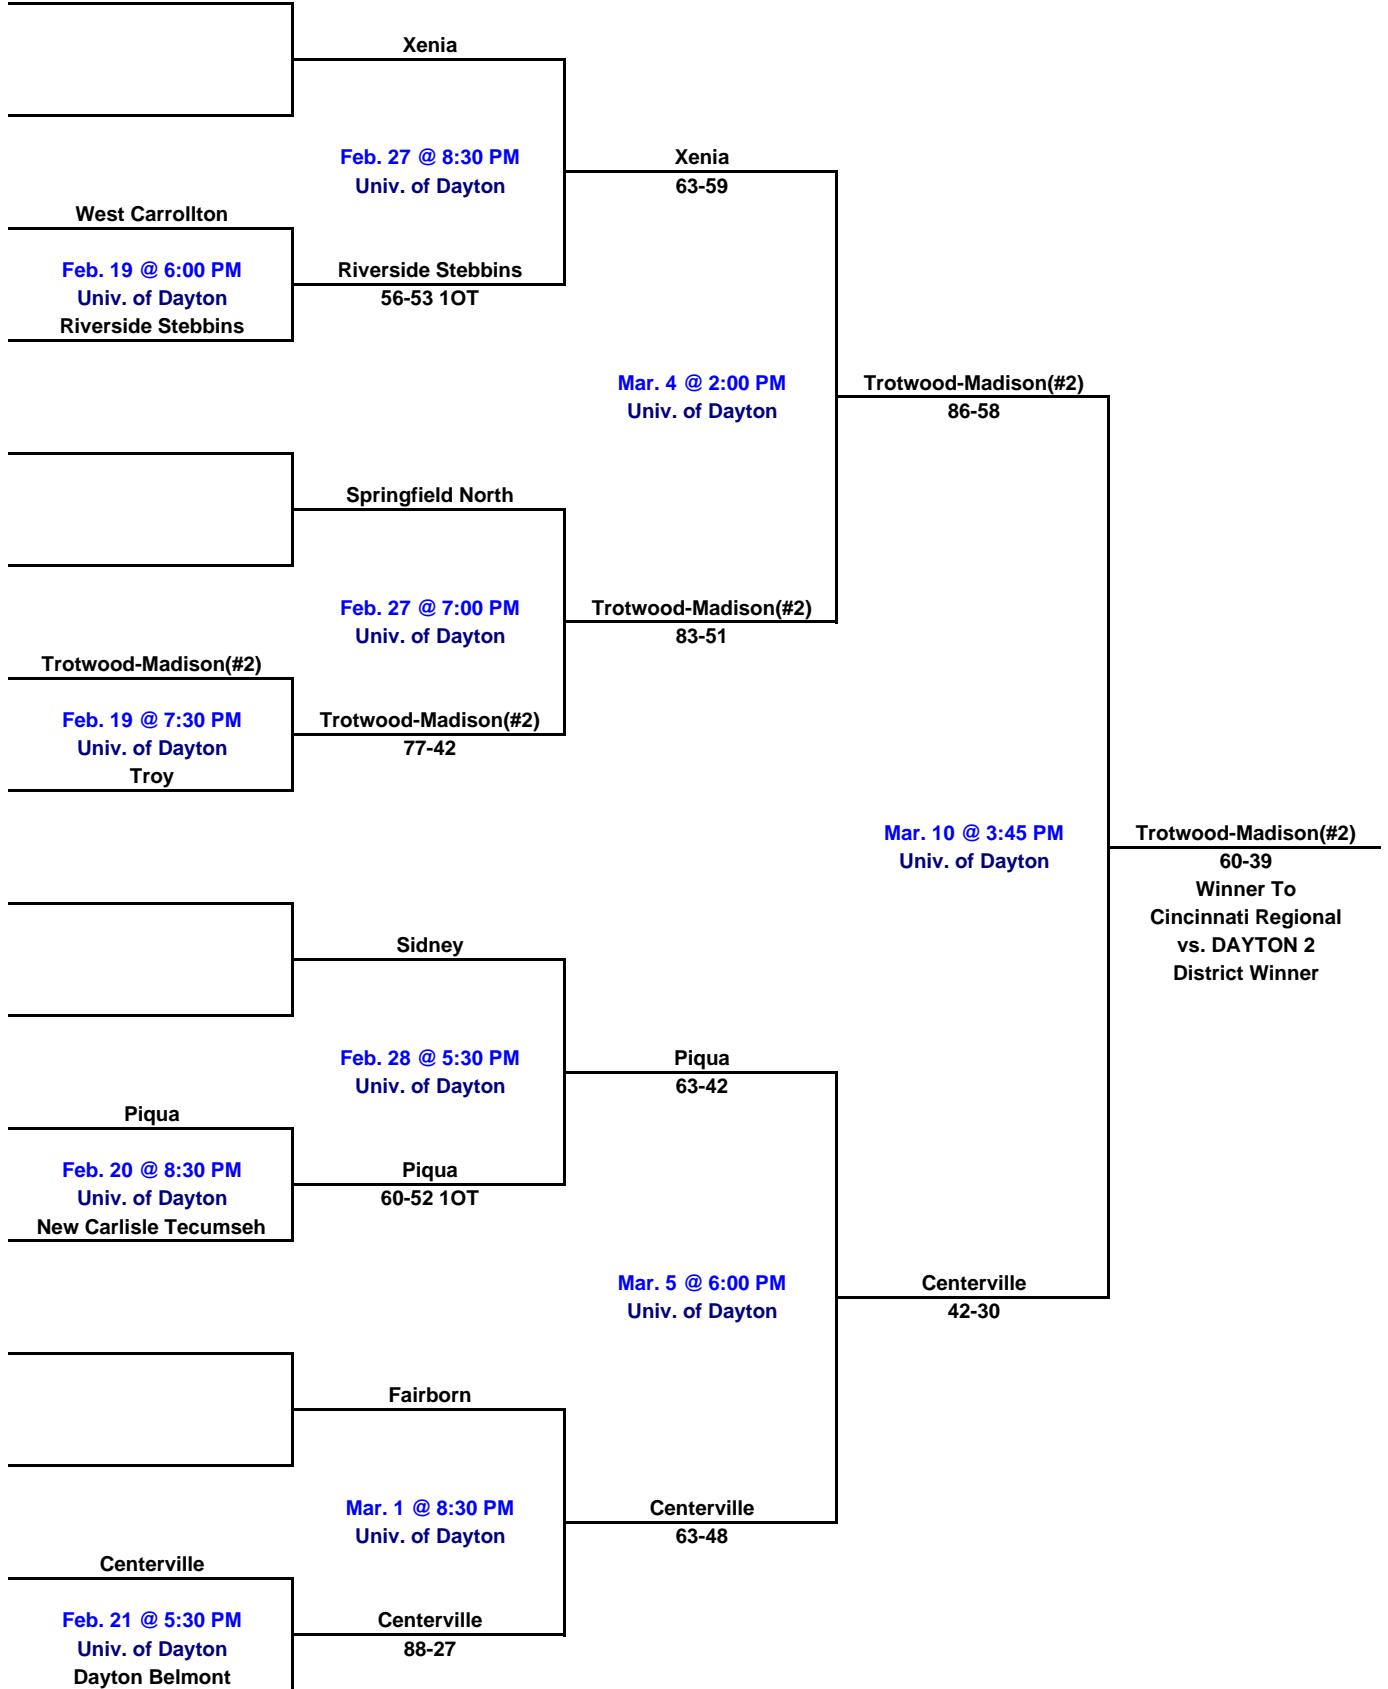 Xenia
Feb. 27 @ 8:30 PM
Univ. of Dayton
Xenia
63-59
West Carrollton
Feb. 19 @ 6:00 PM
Univ. of Dayton
Riverside Stebbins
Riverside Stebbins
56-53 1OT
Mar. 4 @ 2:00 PM
Univ. of Dayton
Trotwood-Madison(#2)
86-58
Springfield North
Feb. 27 @ 7:00 PM
Univ. of Dayton
Trotwood-Madison(#2)
83-51
Trotwood-Madison(#2)
Feb. 19 @ 7:30 PM
Univ. of Dayton
Troy
Trotwood-Madison(#2)
77-42
Mar. 10 @ 3:45 PM
Univ. of Dayton
Trotwood-Madison(#2)
60-39
Winner To
Cincinnati Regional
vs. DAYTON 2
District Winner
Sidney
Feb. 28 @ 5:30 PM
Univ. of Dayton
Piqua
63-42
Piqua
Feb. 20 @ 8:30 PM
Univ. of Dayton
New Carlisle Tecumseh
Piqua
60-52 1OT
Mar. 5 @ 6:00 PM
Univ. of Dayton
Centerville
42-30
Fairborn
Mar. 1 @ 8:30 PM
Univ. of Dayton
Centerville
63-48
Centerville
Feb. 21 @ 5:30 PM
Univ. of Dayton
Dayton Belmont
Centerville
88-27